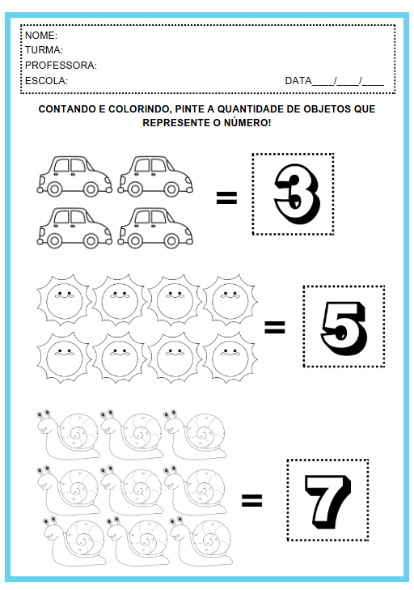 NOME:
TURMA:
PROFESSORA:
ESCOLA: DATA____/____/____
CONTANDO E COLORINDO, PINTE A QUANTIDADE DE OBJETOS QUE
REPRESENTE O NÚMERO!
= 3
= 5
= 7